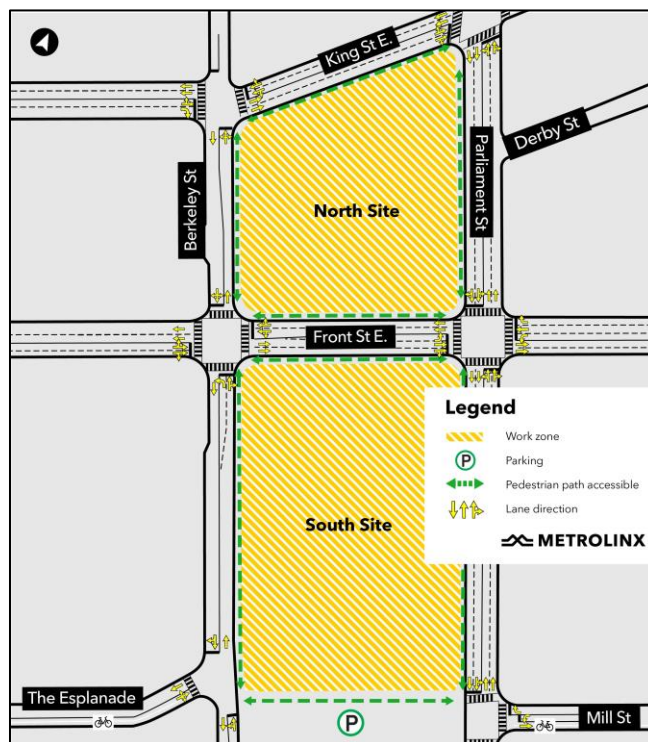 King St E.
Berkeley St
Parliament St
Derby St
North Site
Front St E.
Legend
Work zone
P
Parking
Pedestrian path accessible
Lane direction
METROLINX
South Site
The Esplanade
P
Mill St